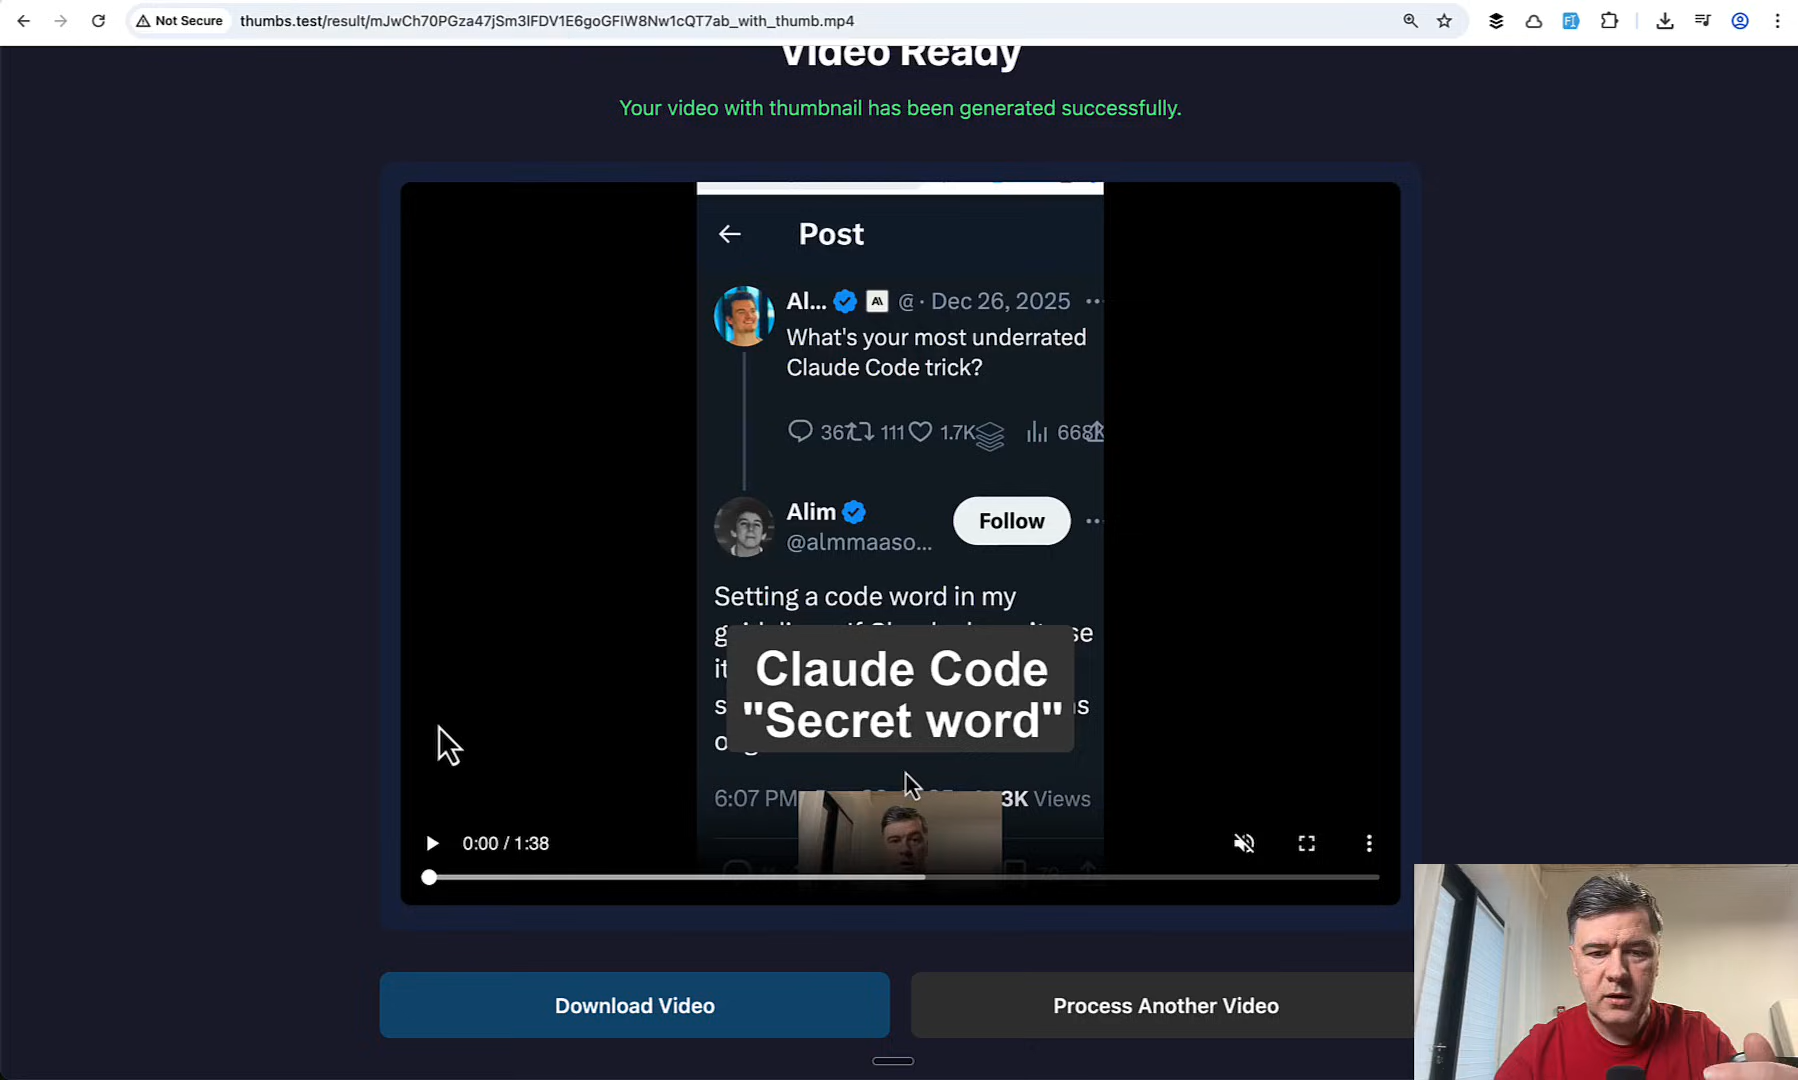 Not Secure
thumbs.test/result/mJwCh70PGza47jSm3lFDV1E6goGFIW8Nw1cQT7ab_with_thumb.mp4
Video Ready
Your video with thumbnail has been generated successfully.
Post
Al... @ · Dec 26, 2025
What's your most underrated
Claude Code trick?
367 111 1.7K 668K
Alim
@almmaaso...
Follow
Setting a code word in my
Claude Code
"Secret word"
6:07 PM 3K Views
0:00 / 1:38
Download Video
Process Another Video